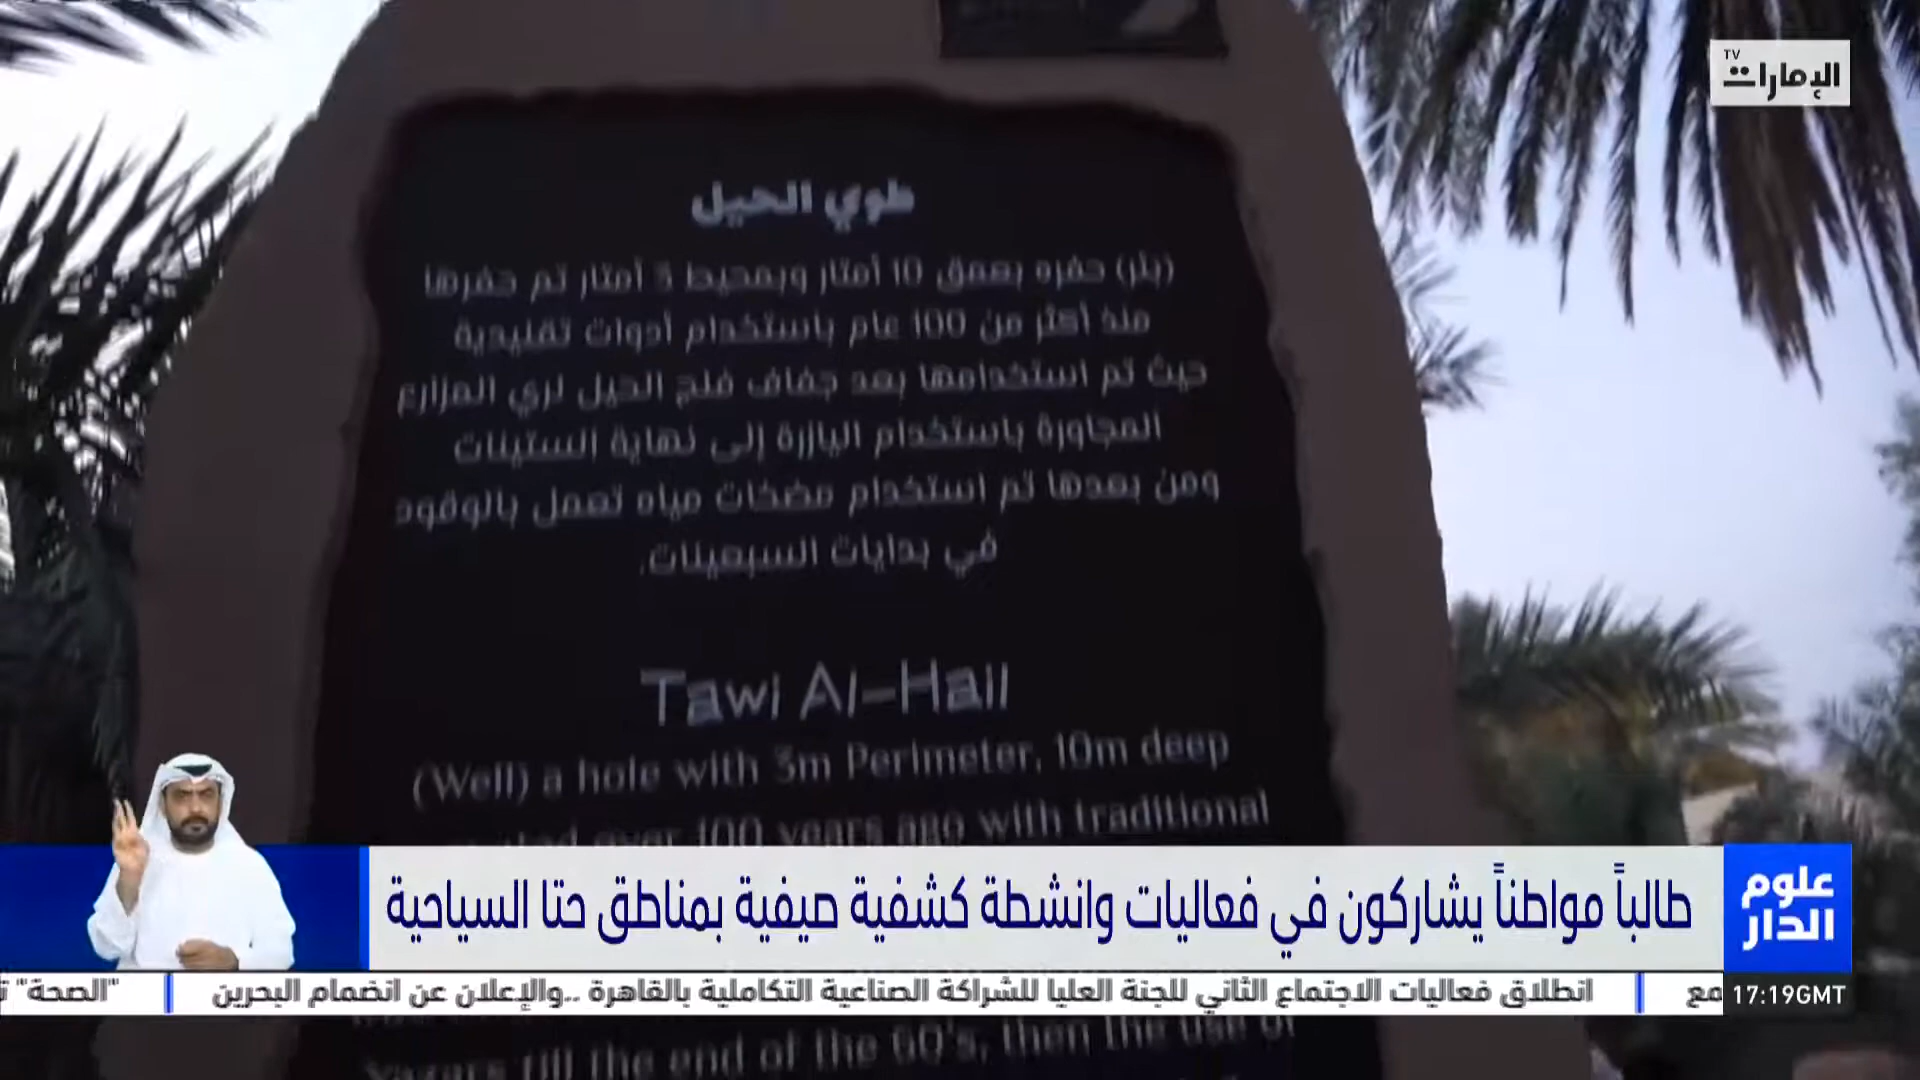 TV
الإمارات
طوي الحيل
(بئر) حفره بعمق 10 أمتار وبمحيط 3 أمتار تم حفرها
منذ أكثر من 100 عام باستخدام أدوات تقليدية
حيث تم استخدامها بعد جفاف فلج الحيل لري المزارع
المجاورة باستخدام اليازرة إلى نهاية الستينات
ومن بعدها تم استخدام مضخات مياه تعمل بالوقود
في بدايات السبعينات.
Tawi Al-Hail
(Well) a hole with 3m Perimeter, 10m deep
over 100 years ago with traditional
طالباً مواطناً يشاركون في فعاليات وانشطة كشفية صيفية بمناطق حتا السياحية
علوم
الدار
مع | انطلاق فعاليات الاجتماع الثاني للجنة العليا للشراكة الصناعية التكاملية بالقاهرة ..والإعلان عن انضمام البحرين | "الصحة" ت
17:19GMT
till the end of the 60's, then the use of